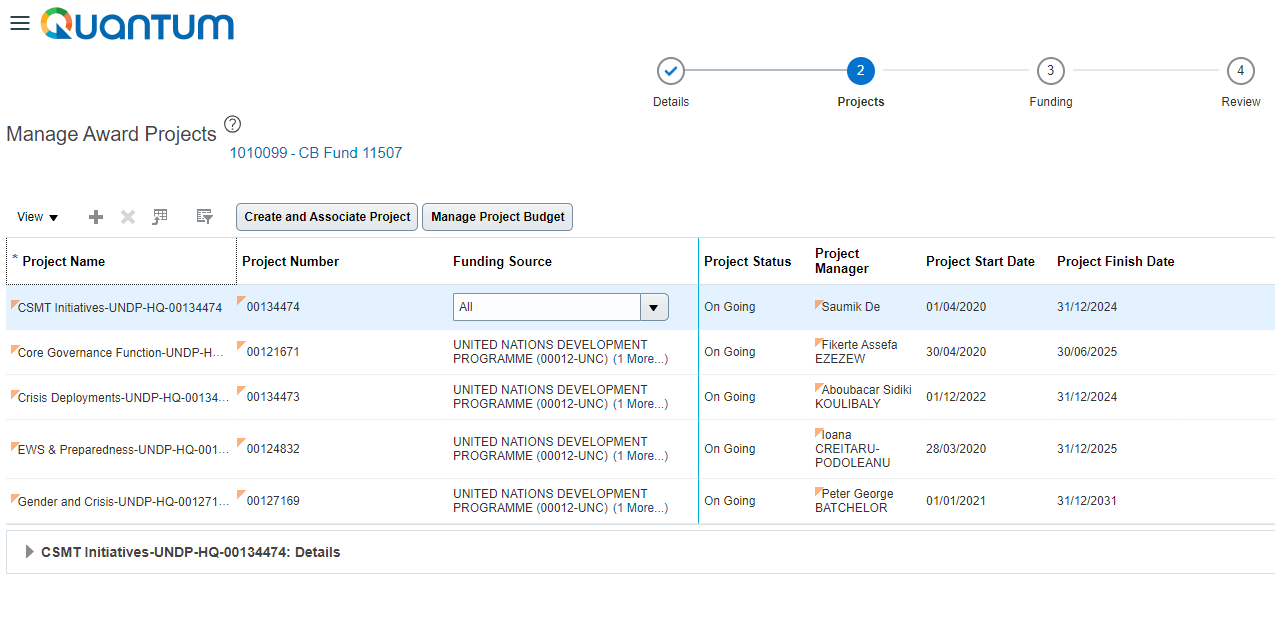 QUANTUM
2
3
4
Details
Projects
Funding
Review
Manage Award Projects ?
1010099 - CB Fund 11507
View
Create and Associate Project
Manage Project Budget
* Project Name
Project Number
Funding Source
Project Status
Project
Manager
Project Start Date
Project Finish Date
CSMT Initiatives-UNDP-HQ-00134474
00134474
All
On Going
Saumik De
01/04/2020
31/12/2024
Core Governance Function-UNDP-H...
00121671
UNITED NATIONS DEVELOPMENT
PROGRAMME (00012-UNC) (1 More...)
On Going
Fikerte Assefa
EZEZEW
30/04/2020
30/06/2025
Crisis Deployments-UNDP-HQ-00134...
00134473
UNITED NATIONS DEVELOPMENT
PROGRAMME (00012-UNC) (1 More...)
On Going
Aboubacar Sidiki
KOULIBALY
01/12/2022
31/12/2024
EWS & Preparedness-UNDP-HQ-001...
00124832
UNITED NATIONS DEVELOPMENT
PROGRAMME (00012-UNC) (1 More...)
On Going
Ioana
CREITARU-
PODOLEANU
28/03/2020
31/12/2025
Gender and Crisis-UNDP-HQ-001271...
00127169
UNITED NATIONS DEVELOPMENT
PROGRAMME (00012-UNC) (1 More...)
On Going
Peter George
BATCHELOR
01/01/2021
31/12/2031
CSMT Initiatives-UNDP-HQ-00134474: Details